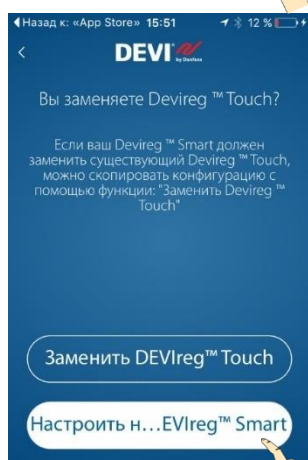 Назад к: «App Store» 15:51 12 %
DEVI
by Danfoss
Вы заменяете Devireg ™ Touch?
Если ваш Devireg ™ Smart должен
заменить существующий Devireg ™ Touch,
можно скопировать конфигурацию с
помощью функции: "Заменить Devireg ™
Touch"
Заменить DEVIreg™ Touch
Настроить н...EVIreg™ Smart